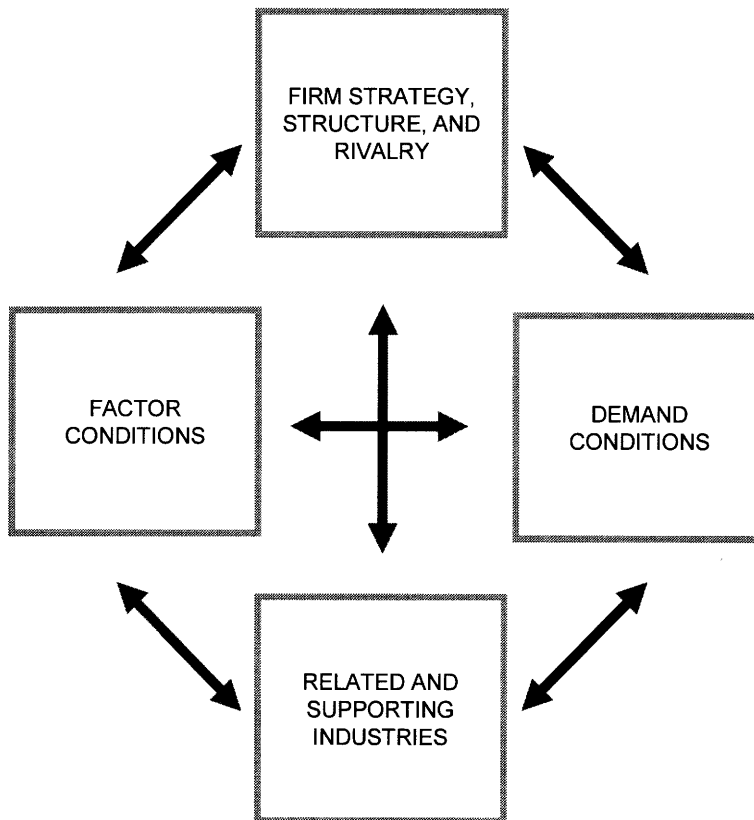 FIRM STRATEGY,
STRUCTURE, AND
RIVALRY
FACTOR
CONDITIONS
DEMAND
CONDITIONS
RELATED AND
SUPPORTING
INDUSTRIES